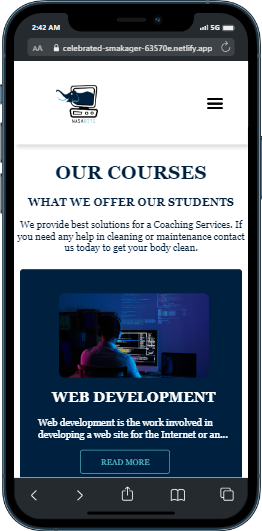 2:42 AM
5G
AA celebrated-smakager-63570e.netlify.app
OUR COURSES
WHAT WE OFFER OUR STUDENTS
We provide best solutions for a Coaching Services. If
you need any help in cleaning or maintenance contact
us today to get your body clean.
WEB DEVELOPMENT
Web development is the work involved in
developing a web site for the Internet or an...
READ MORE